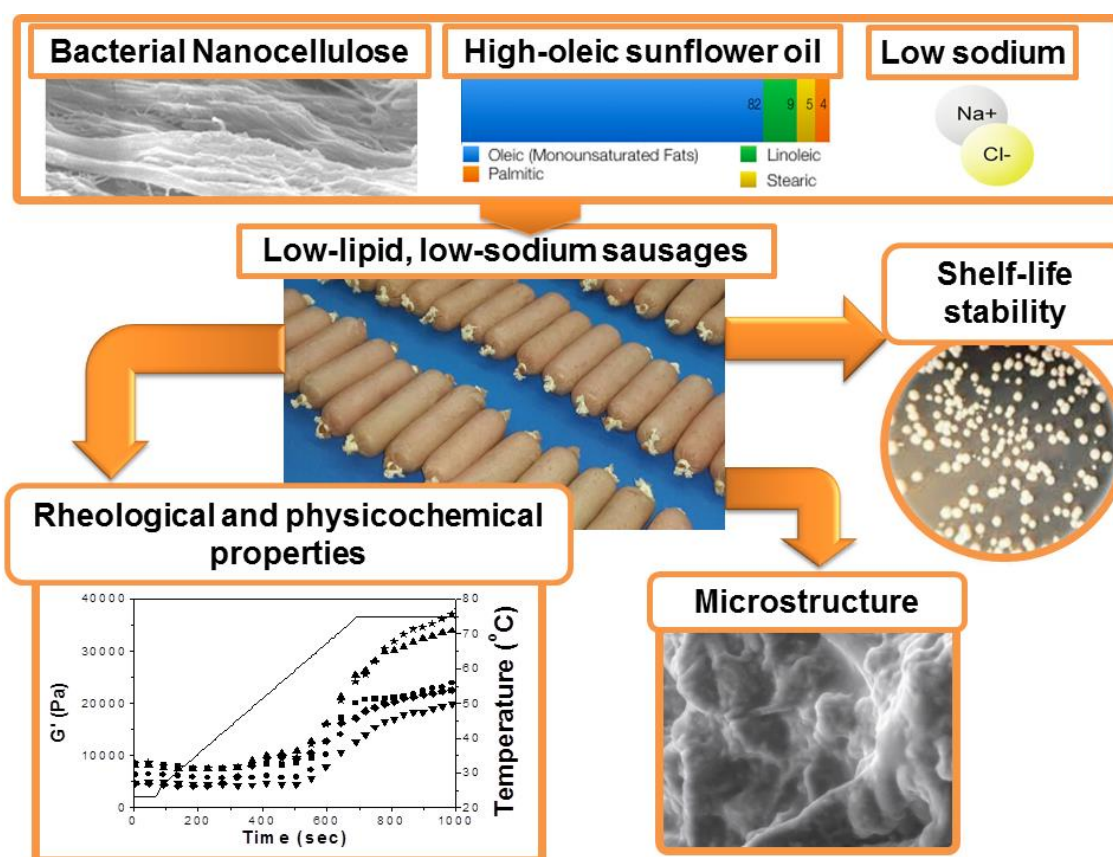 Bacterial Nanocellulose
High-oleic sunflower oil
Low sodium
82 9 5 4
Oleic (Monounsaturated Fats)
Linoleic
Palmitic
Stearic
Na+
Cl-
Low-lipid, low-sodium sausages
Shelf-life
stability
Rheological and physicochemical
properties
40000
30000
20000
10000
0
G' (Pa)
80
70
60
50
40
30
20
Temperature (°C)
0 200 400 600 800 1000
Time (sec)
Microstructure